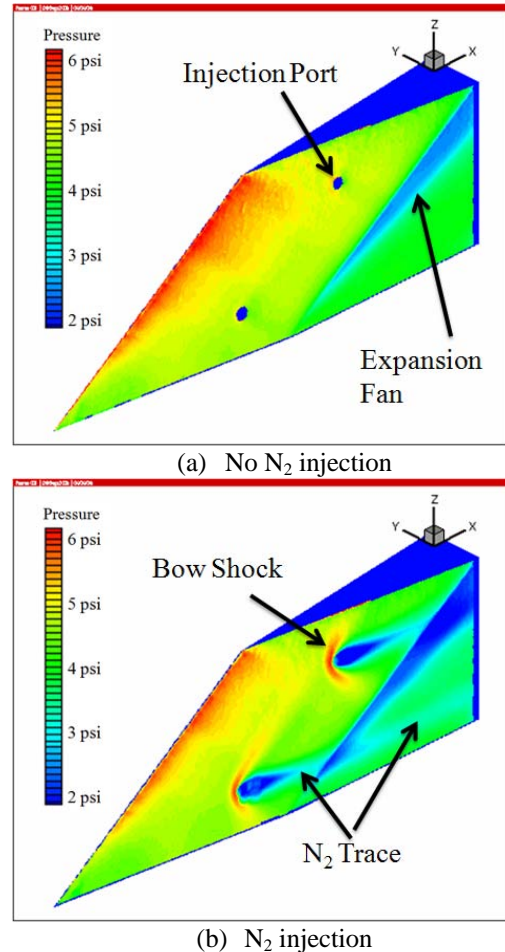 Pressure
6 psi
5 psi
4 psi
3 psi
2 psi
Z
Y
X
Injection Port
Expansion
Fan
(a) No N₂ injection
Pressure
6 psi
5 psi
4 psi
3 psi
2 psi
Z
Y
X
Bow Shock
N₂ Trace
(b) N₂ injection